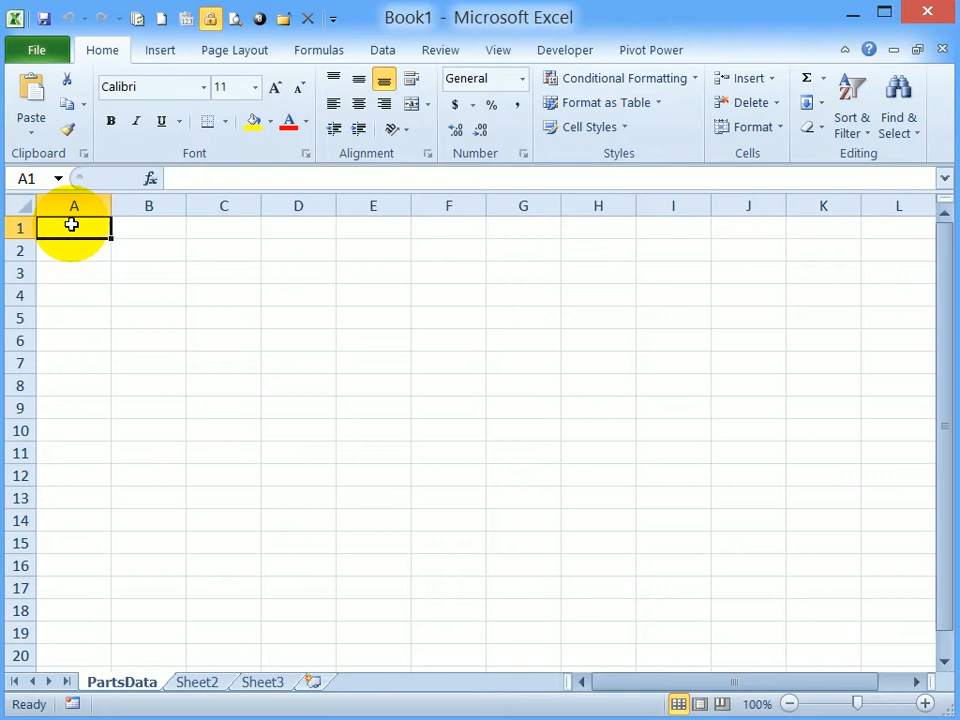 Book1 - Microsoft Excel
File Home Insert Page Layout Formulas Data Review View Developer Pivot Power
Calibri 11 General Conditional Formatting Insert
Paste $ % , Format as Table Delete Sort & Find &
B I U A Cell Styles Format Filter Select
Clipboard Font Alignment Number Styles Cells Editing
A1 fx
A B C D E F G H I J K L
1
2
3
4
5
6
7
8
9
10
11
12
13
14
15
16
17
18
19
20
PartsData Sheet2 Sheet3
Ready 100%